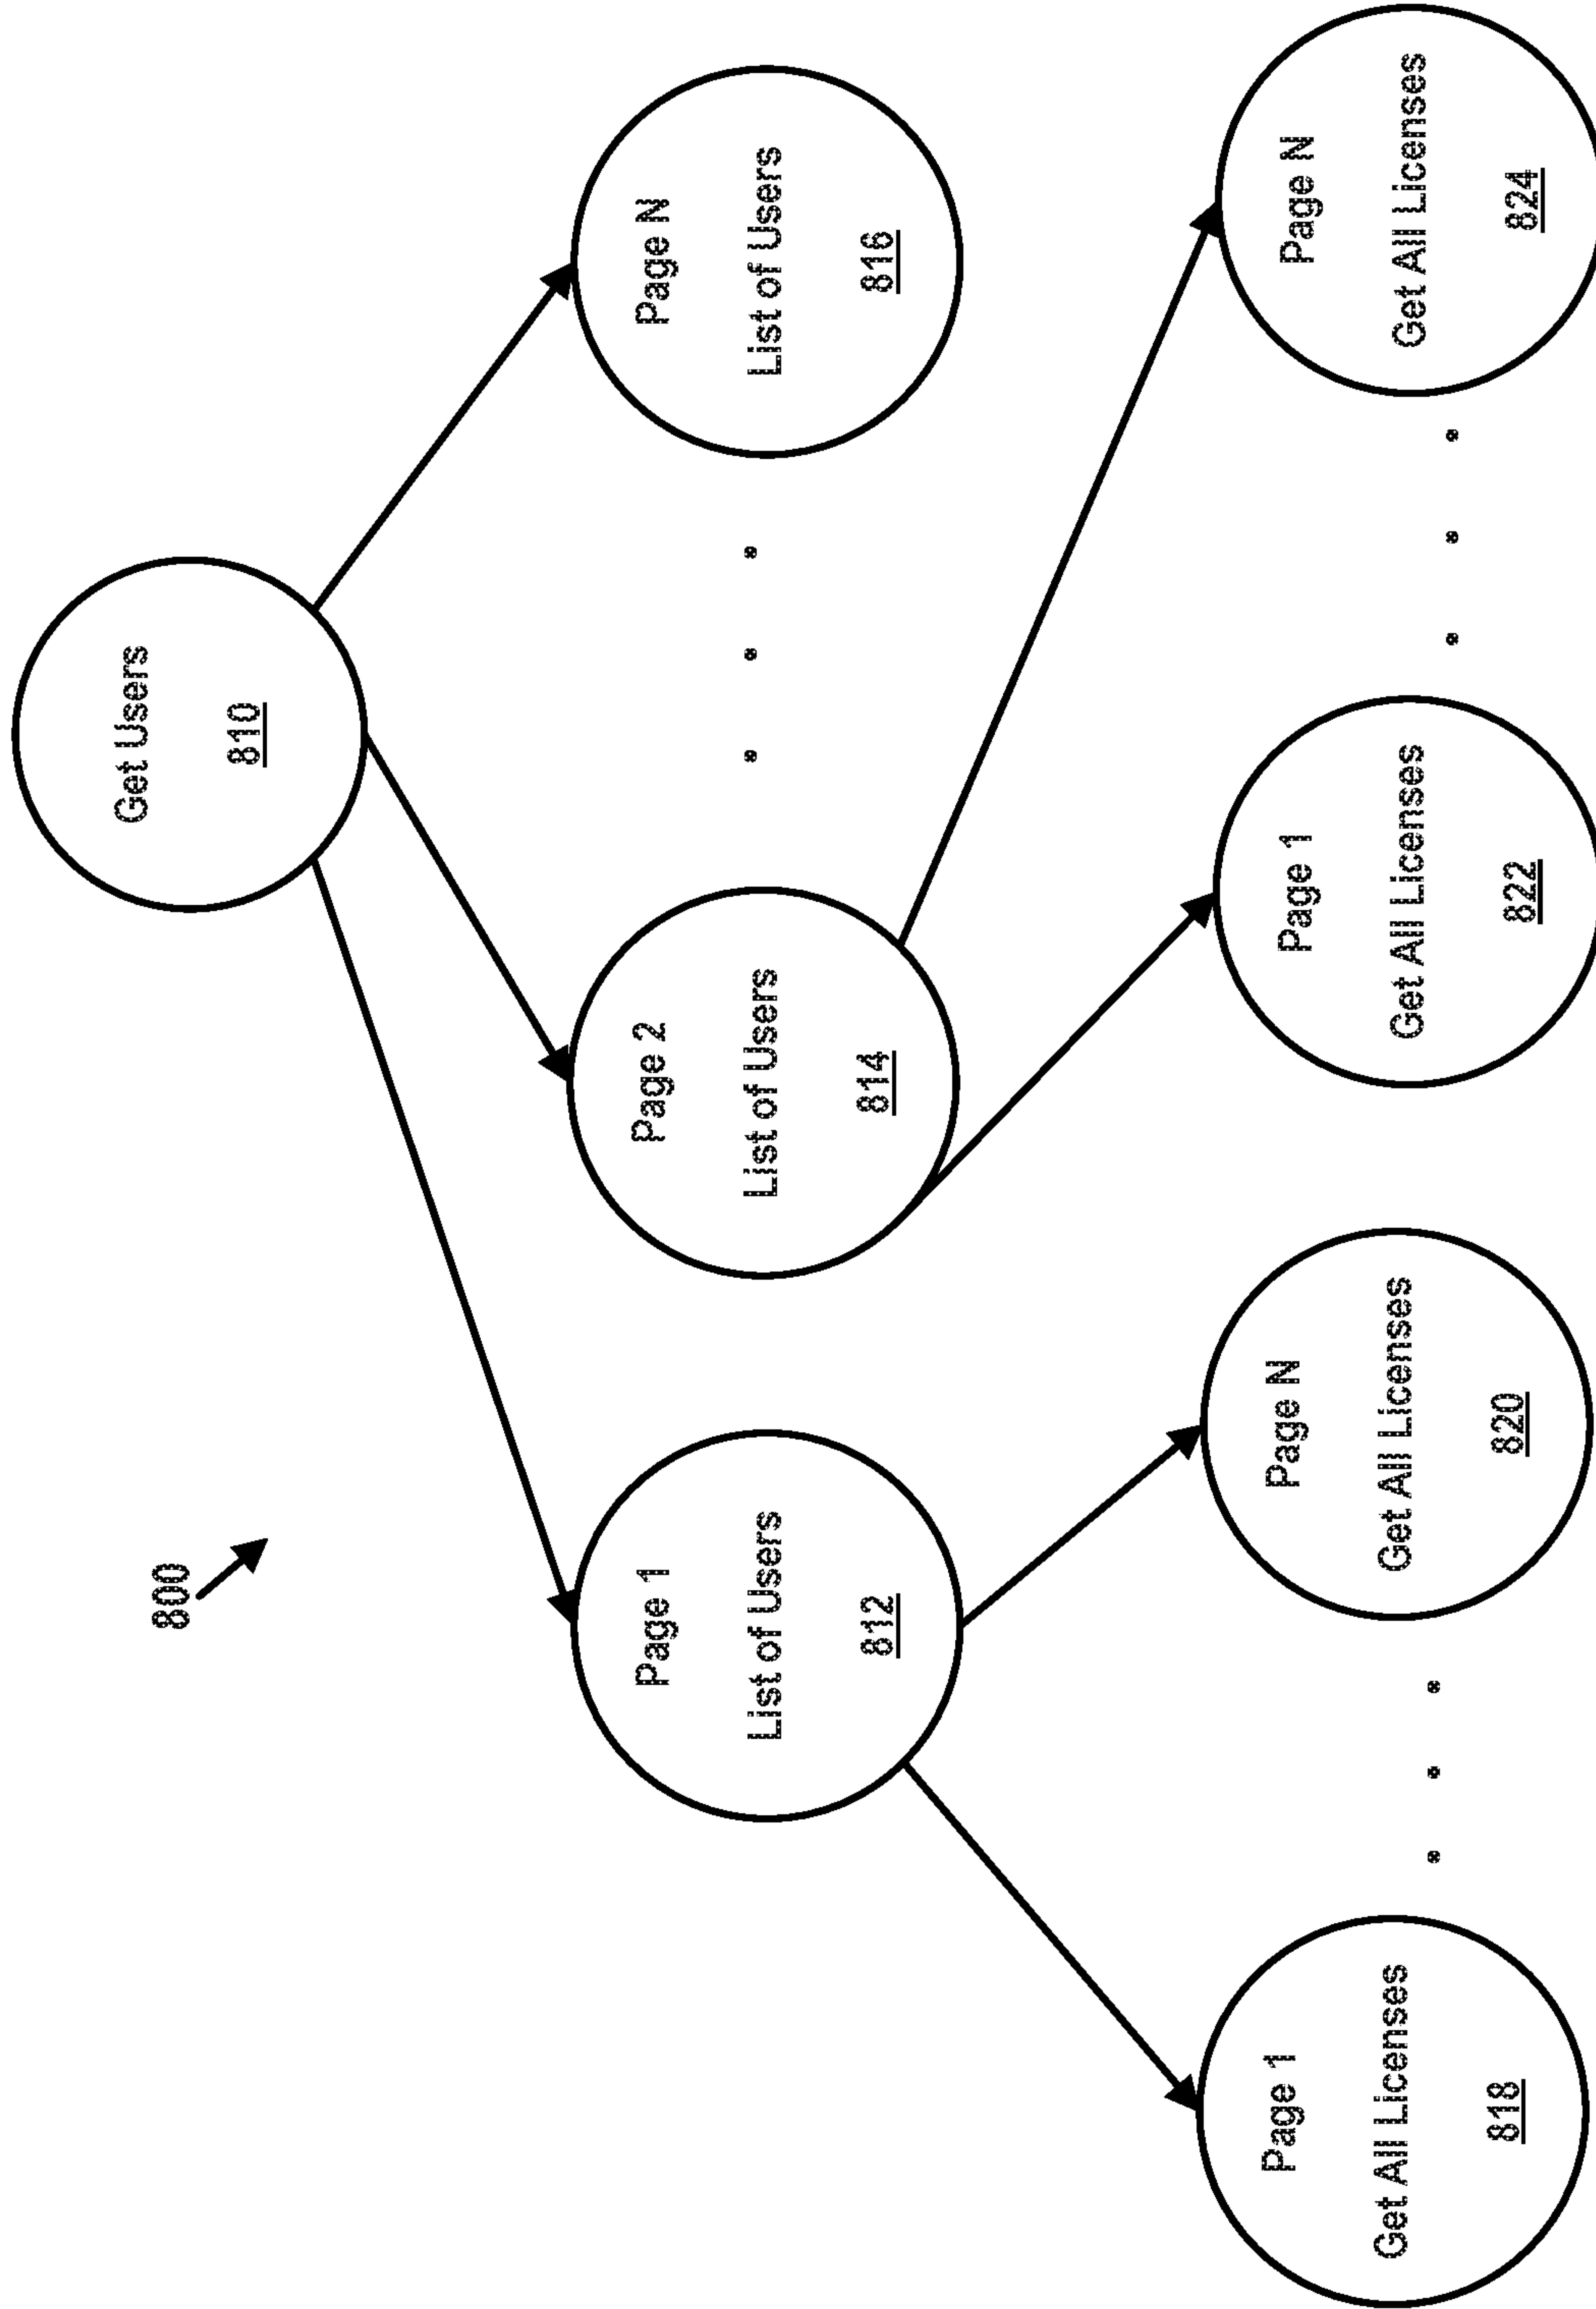 800
Get Users
810
Page 1
List of Users
812
Page 2
List of Users
814
Page N
List of Users
816
Page 1
Get All Licenses
818
Page N
Get All Licenses
820
Page 1
Get All Licenses
822
Page N
Get All Licenses
824